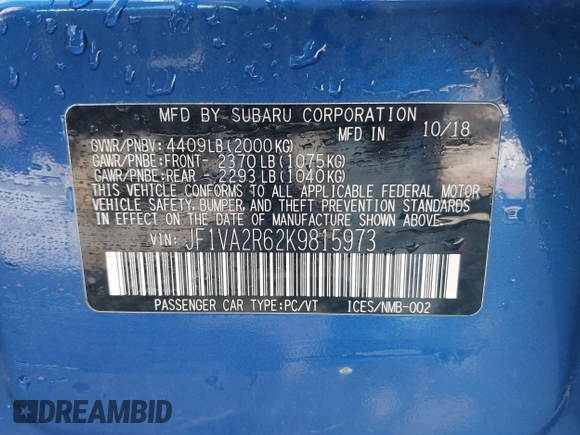 MFD BY SUBARU CORPORATION
MFD IN 10/18
GVWR/PNBV: 4409LB(2000KG)
GAWR/PNBE:FRONT- 2370LB(1075KG)
GAWR/PNBE:REAR - 2293LB(1040KG)
THIS VEHICLE CONFORMS TO ALL APPLICABLE FEDERAL MOTOR
VEHICLE SAFETY, BUMPER, AND THEFT PREVENTION STANDARDS
IN EFFECT ON THE DATE OF MANUFACTURE SHOWN ABOVE.
VIN: JF1VA2R62K9815973
PASSENGER CAR TYPE:PC/VT ICES/NMB-002
DREAMBID